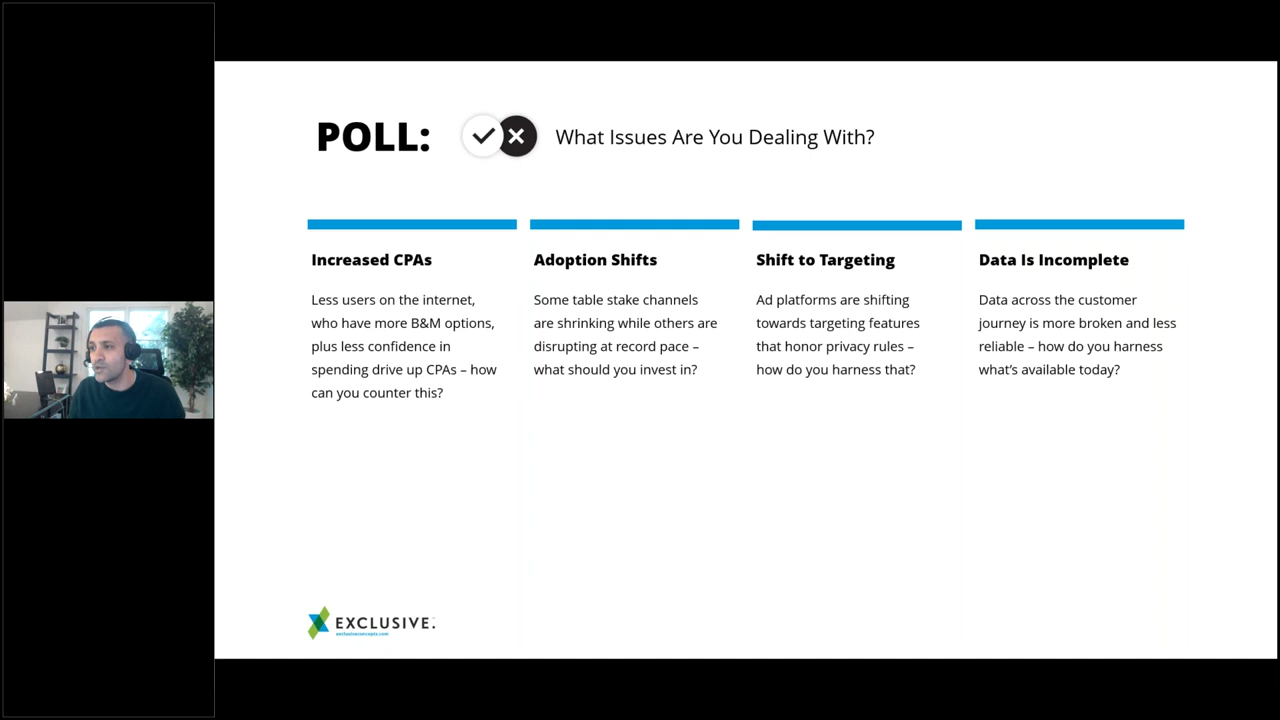 POLL: What Issues Are You Dealing With?
Increased CPAs
Less users on the internet,
who have more B&M options,
plus less confidence in
spending drive up CPAs – how
can you counter this?
Adoption Shifts
Some table stake channels
are shrinking while others are
disrupting at record pace –
what should you invest in?
Shift to Targeting
Ad platforms are shifting
towards targeting features
that honor privacy rules –
how do you harness that?
Data Is Incomplete
Data across the customer
journey is more broken and less
reliable – how do you harness
what's available today?
EXCLUSIVE.
exclusiveconcepts.com